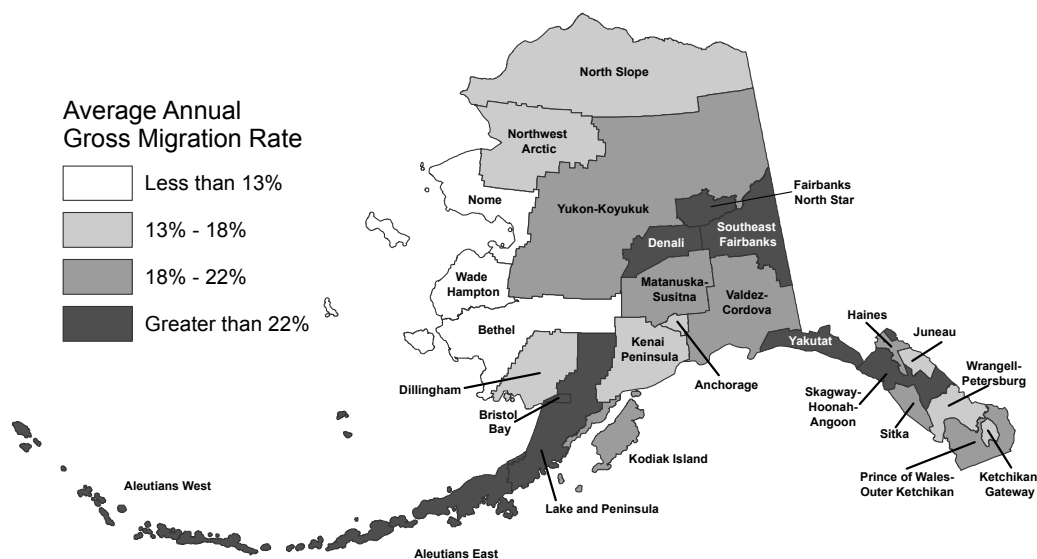 Average Annual
Gross Migration Rate
Less than 13%
13% - 18%
18% - 22%
Greater than 22%
North Slope
Northwest
Arctic
Nome
Yukon-Koyukuk
Fairbanks
North Star
Denali
Southeast
Fairbanks
Wade
Hampton
Matanuska-
Susitna
Valdez-
Cordova
Bethel
Kenai
Peninsula
Anchorage
Yakutat
Haines
Juneau
Wrangell-
Petersburg
Dillingham
Bristol
Bay
Skagway-
Hoonah-
Angoon
Sitka
Kodiak Island
Prince of Wales-
Outer Ketchikan
Ketchikan
Gateway
Lake and Peninsula
Aleutians West
Aleutians East